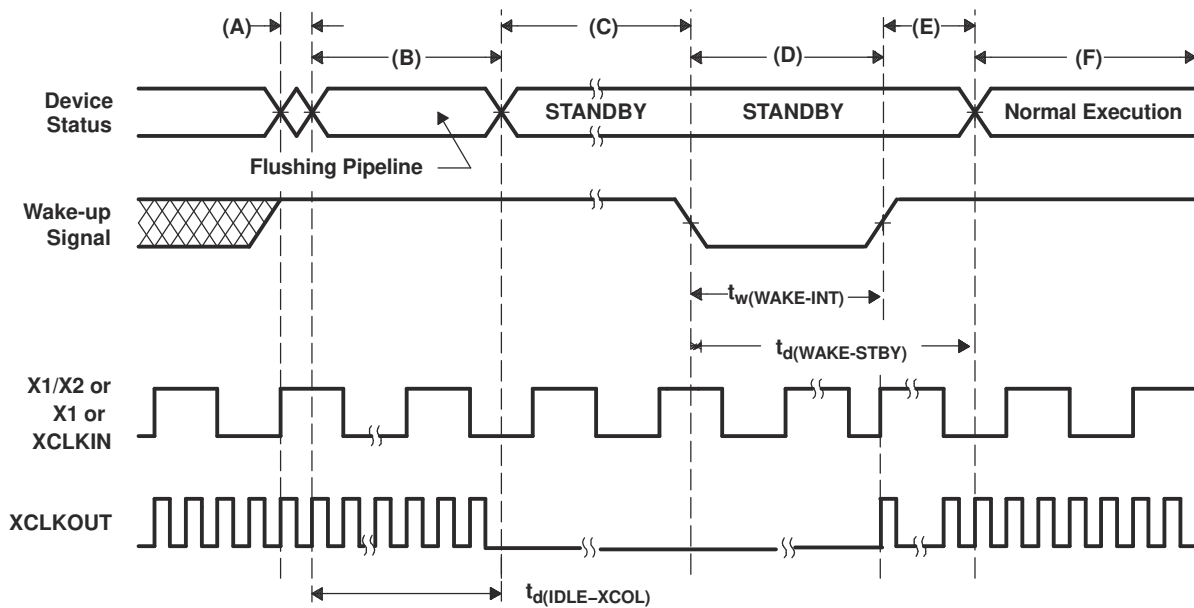 (A)
(C)
(E)
(B)
(D)
(F)
Device
Status
STANDBY
STANDBY
Normal Execution
Flushing Pipeline
Wake-up
Signal
tw(WAKE-INT)
td(WAKE-STBY)
X1/X2 or
X1 or
XCLKIN
XCLKOUT
td(IDLE−XCOL)